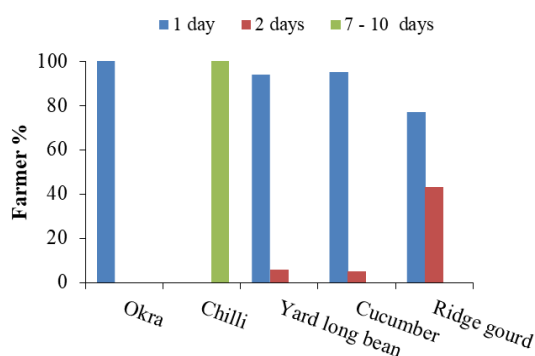 1 day 2 days 7 - 10 days
100
80
60
40
20
0
Farmer %
Okra
Chilli
Yard long bean
Cucumber
Ridge gourd